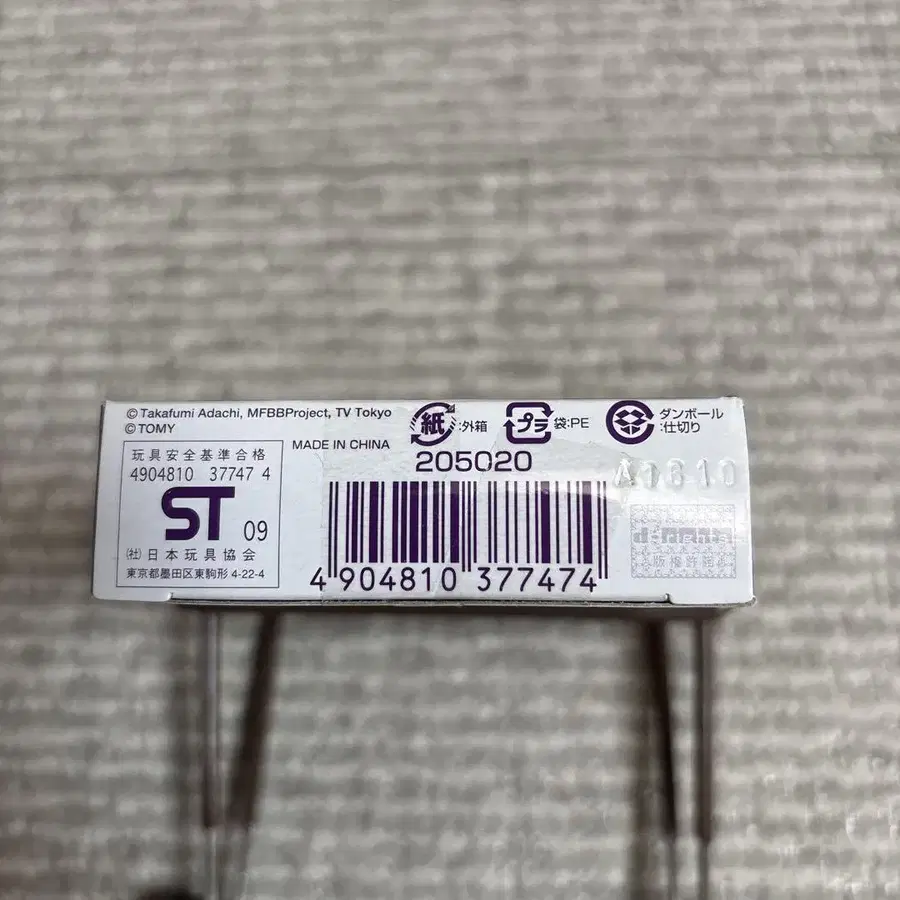 © Takafumi Adachi, MFBBProject, TV Tokyo
© TOMY
MADE IN CHINA
紙 :外箱
プラ 袋:PE
ダンボール
:仕切り
玩具安全基準合格
4904810 37747 4
ST 09
(社)日本玩具協会
東京都墨田区東駒形 4-22-4
205020
4 904810 377474
d-rights